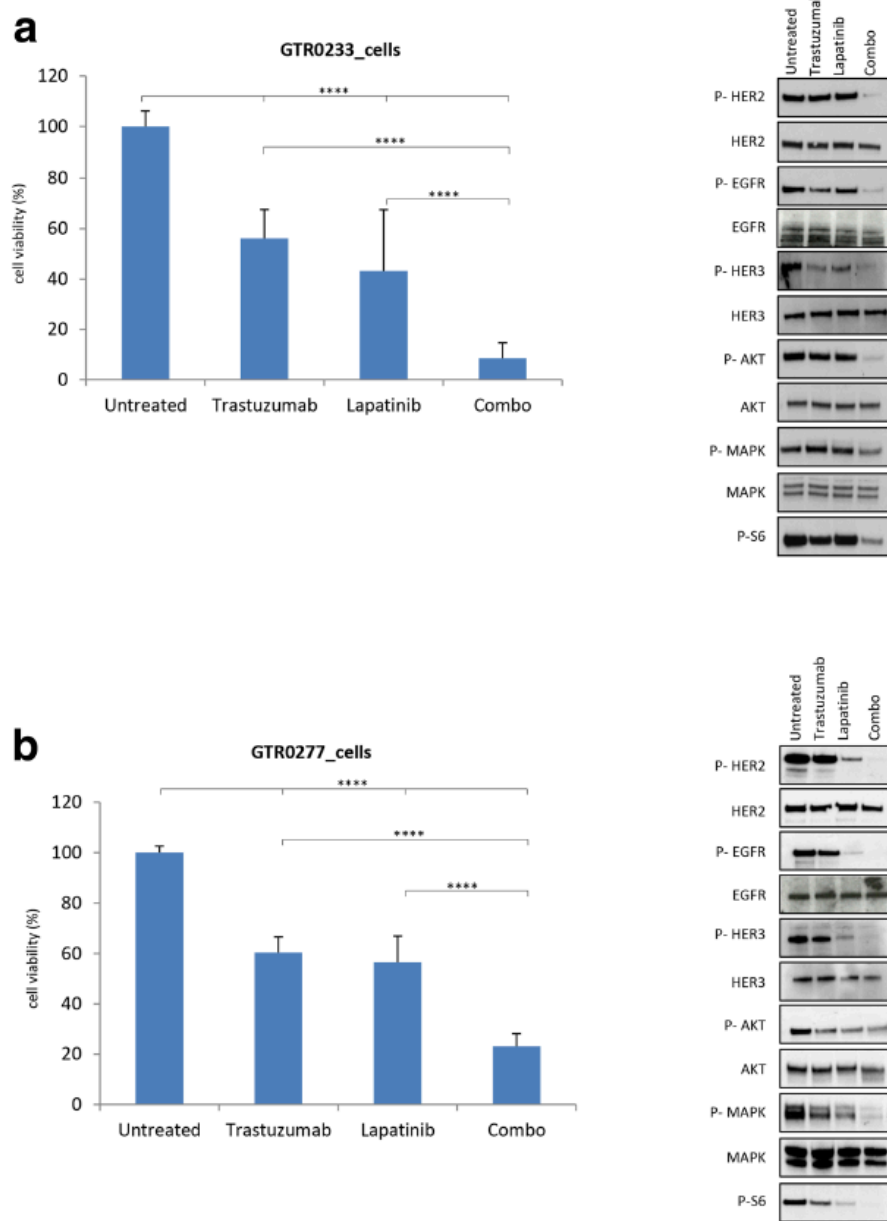 a
GTR0233_cells
cell viability (%)
120
100
80
60
40
20
0
****
****
****
Untreated Trastuzumab Lapatinib Combo
Untreated Trastuzumab Lapatinib Combo
P- HER2
HER2
P- EGFR
EGFR
P- HER3
HER3
P- AKT
AKT
P- MAPK
MAPK
P-S6
b
GTR0277_cells
cell viability (%)
120
100
80
60
40
20
0
****
****
****
Untreated Trastuzumab Lapatinib Combo
Untreated Trastuzumab Lapatinib Combo
P- HER2
HER2
P- EGFR
EGFR
P- HER3
HER3
P- AKT
AKT
P- MAPK
MAPK
P-S6